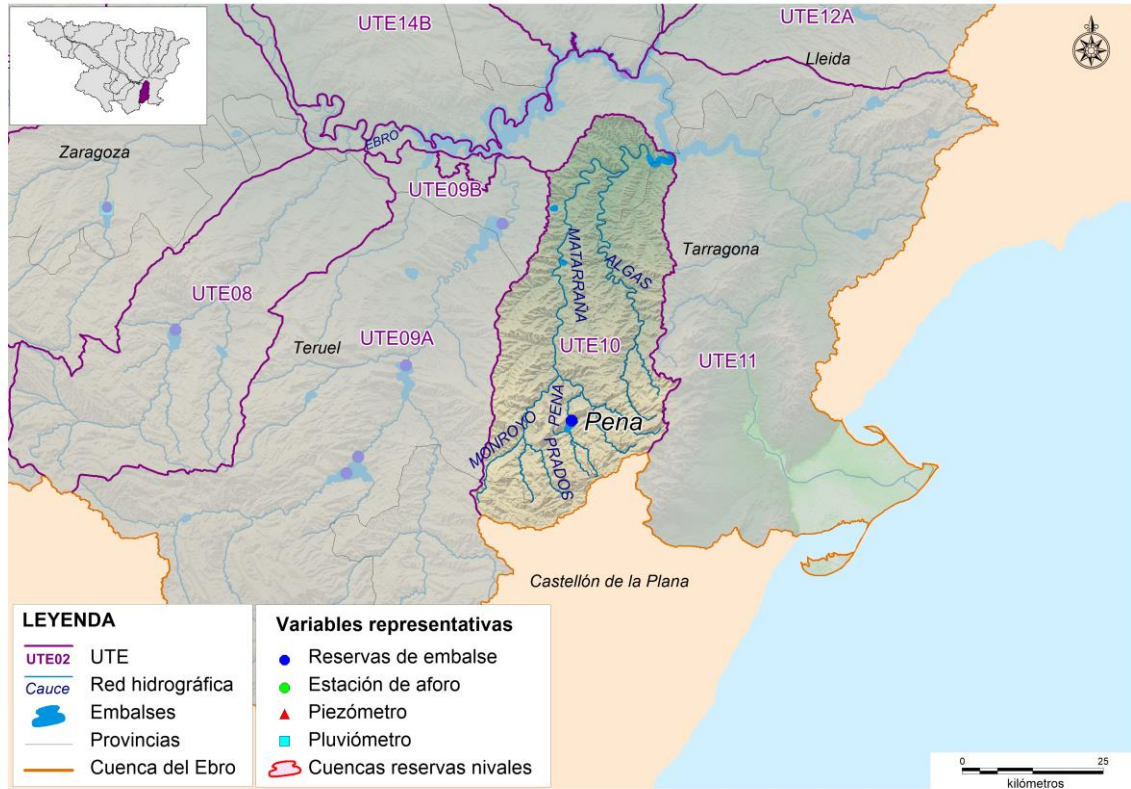 UTE14B
UTE12A
Lleida
EBRO
Zaragoza
UTE09B
MATARRAÑA
ALGAS
Tarragona
UTE08
Teruel
UTE09A
UTE10
UTE11
MONROYO
PENA
Pena
PRADOS
Castellón de la Plana
LEYENDA
UTE02 UTE
Cauce Red hidrográfica
Embalses
Provincias
Cuenca del Ebro
Variables representativas
Reservas de embalse
Estación de aforo
Piezómetro
Pluviómetro
Cuencas reservas nivales
0 25
kilómetros